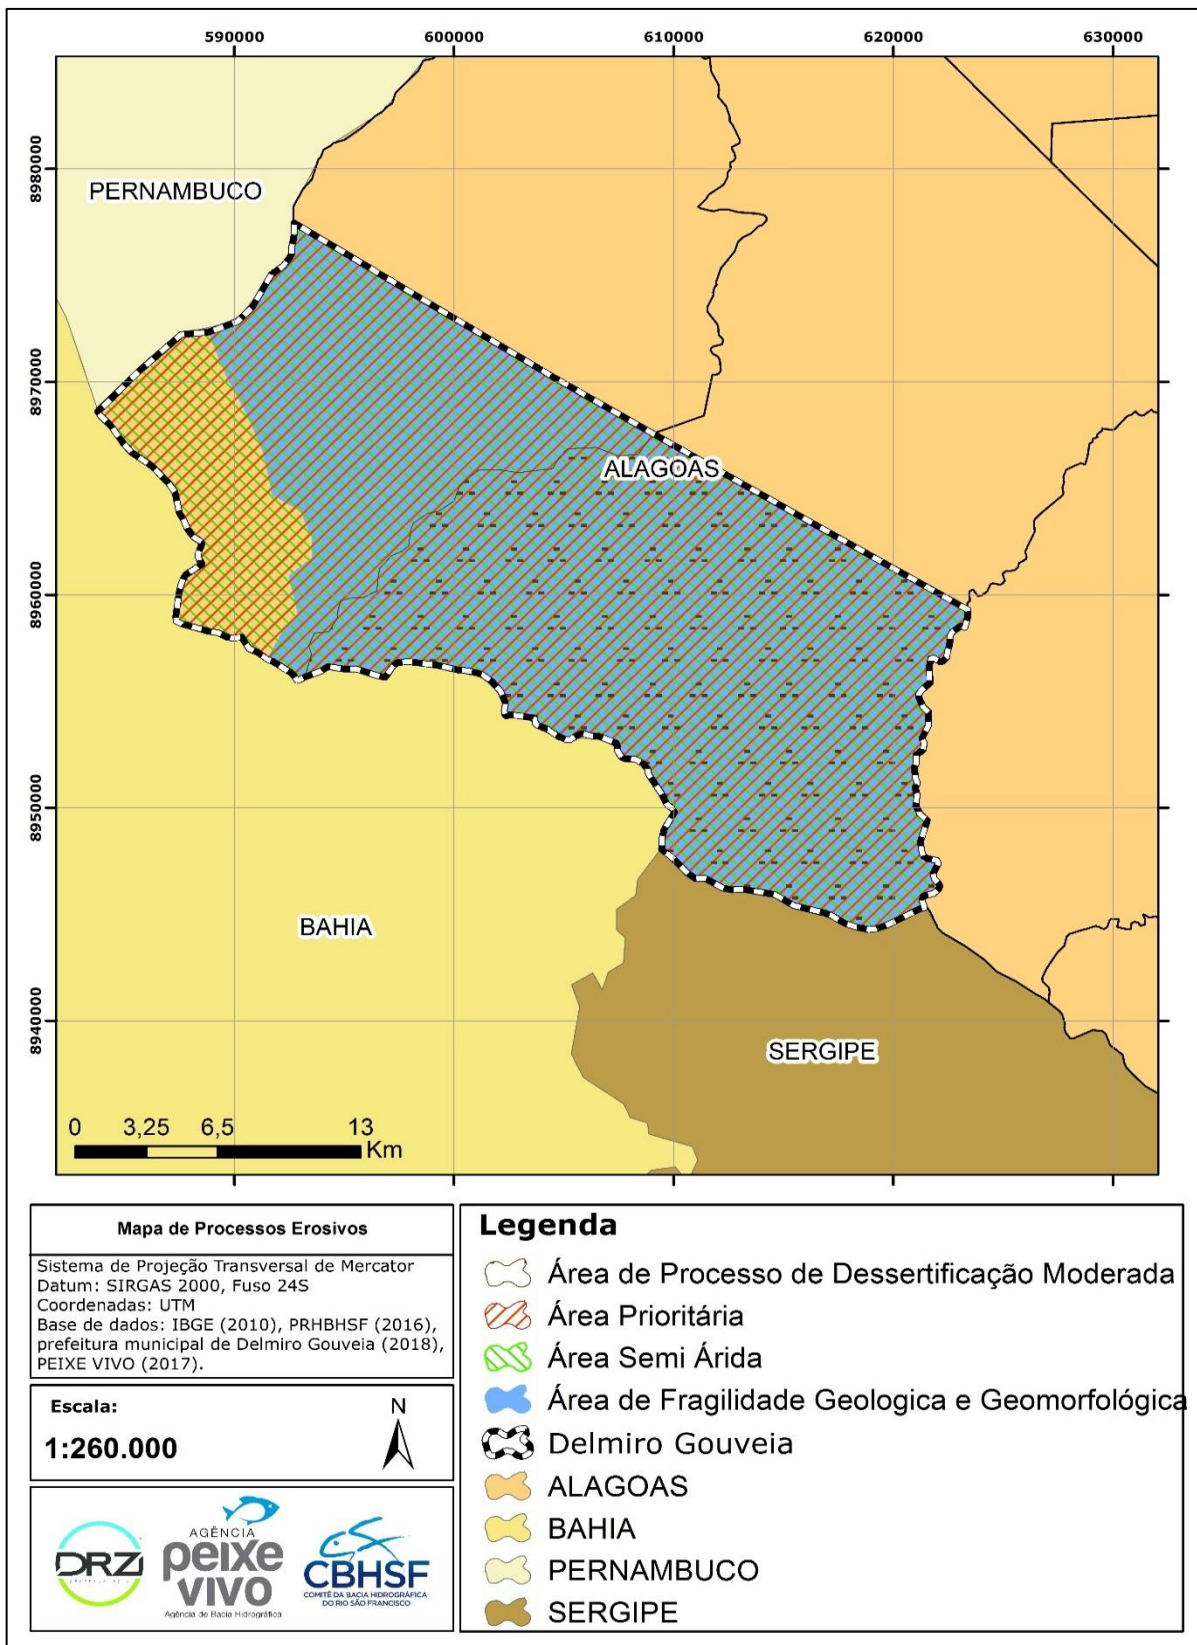 590000 600000 610000 620000 630000
8980000
PERNAMBUCO
8970000
ALAGOAS
8960000
8950000
BAHIA
8940000
SERGIPE
0 3,25 6,5 13
Km
Mapa de Processos Erosivos
Sistema de Projeção Transversal de Mercator
Datum: SIRGAS 2000, Fuso 24S
Coordenadas: UTM
Base de dados: IBGE (2010), PRHBHSF (2016),
prefeitura municipal de Delmiro Gouveia (2018),
PEIXE VIVO (2017).
Escala:
1:260.000
N
DRZ
AGÊNCIA
peixe
vivo
Agência de Bacia Hidrográfica
CBHSF
COMITÊ DA BACIA HIDROGRÁFICA
DO RIO SÃO FRANCISCO
Legenda
Área de Processo de Dessertificação Moderada
Área Prioritária
Área Semi Árida
Área de Fragilidade Geologica e Geomorfológica
Delmiro Gouveia
ALAGOAS
BAHIA
PERNAMBUCO
SERGIPE